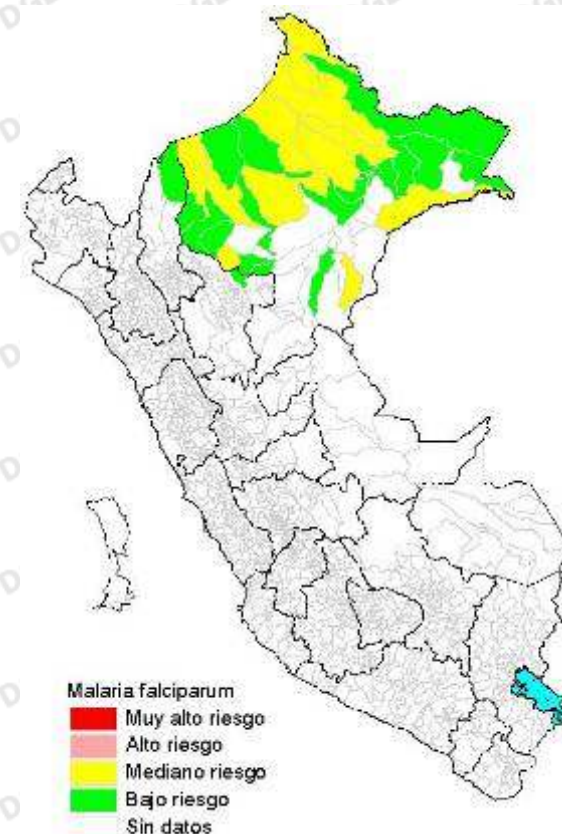 Malaria falciparum
Muy alto riesgo
Alto riesgo
Mediano riesgo
Bajo riesgo
Sin datos